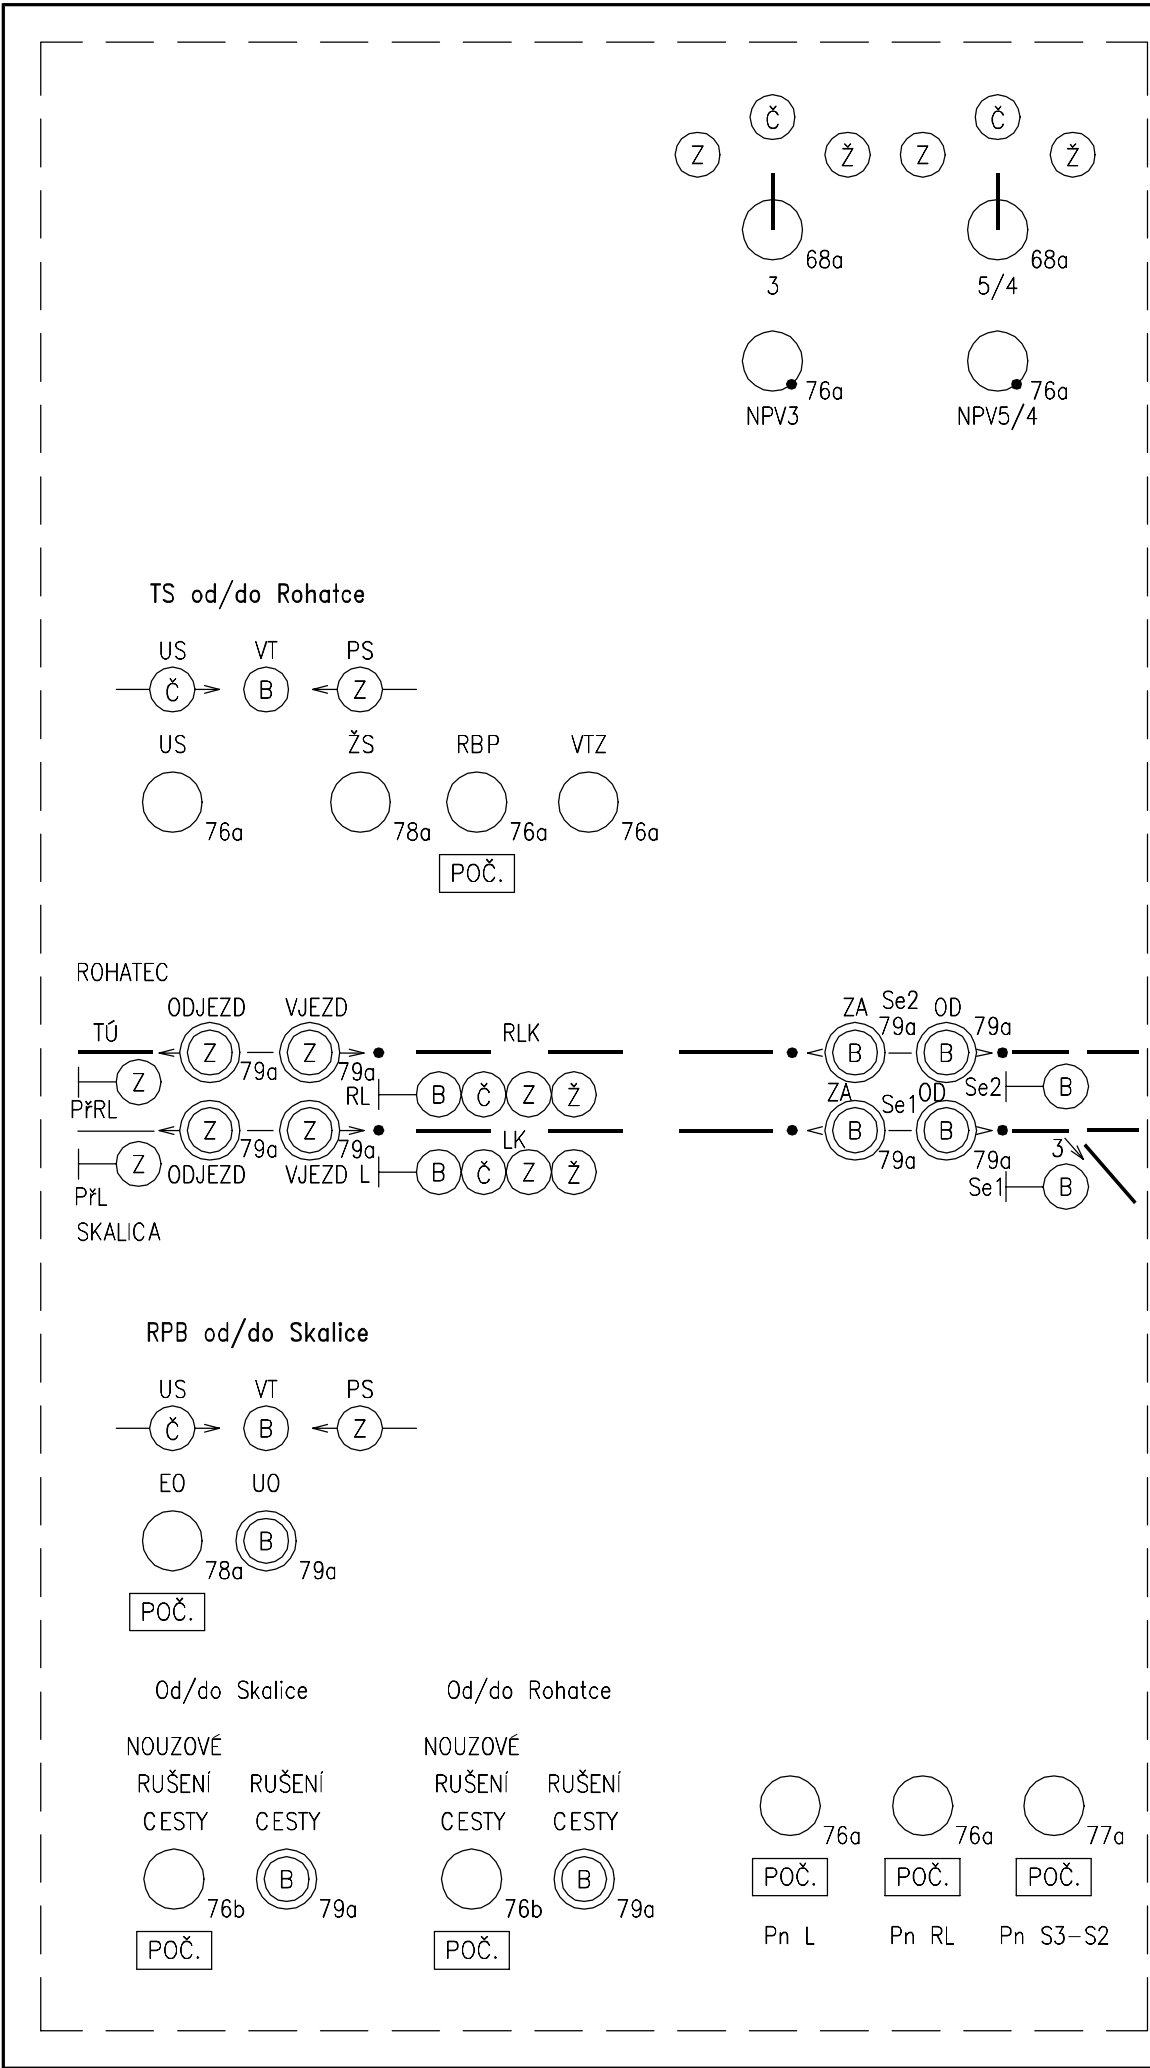 Č Č
Z Ž Z Ž
68a 68a
3 5/4
76a 76a
NPV3 NPV5/4
TS od/do Rohatce
US VT PS
Č B Z
US ŽS RBP VTZ
76a 78a 76a 76a
POČ.
ROHATEC
ODJEZD VJEZD ZA Se2 OD
TÚ RLK 79a 79a
Z Z B B
79a 79a
Z RL B Č Z Ž Se2 B
PřRL ZA Se1 OD
Z Z LK B B
79a 79a 79a 79a 3
Z ODJEZD VJEZD L B Č Z Ž Se1 B
PřL
SKALICA
RPB od/do Skalice
US VT PS
Č B Z
EO UO
B
78a 79a
POČ.
Od/do Skalice Od/do Rohatce
NOUZOVÉ NOUZOVÉ
RUŠENÍ RUŠENÍ RUŠENÍ RUŠENÍ
CESTY CESTY CESTY CESTY
76a 76a 77a
B B POČ. POČ. POČ.
76b 79a 76b 79a
Pn L Pn RL Pn S3-S2
POČ. POČ.